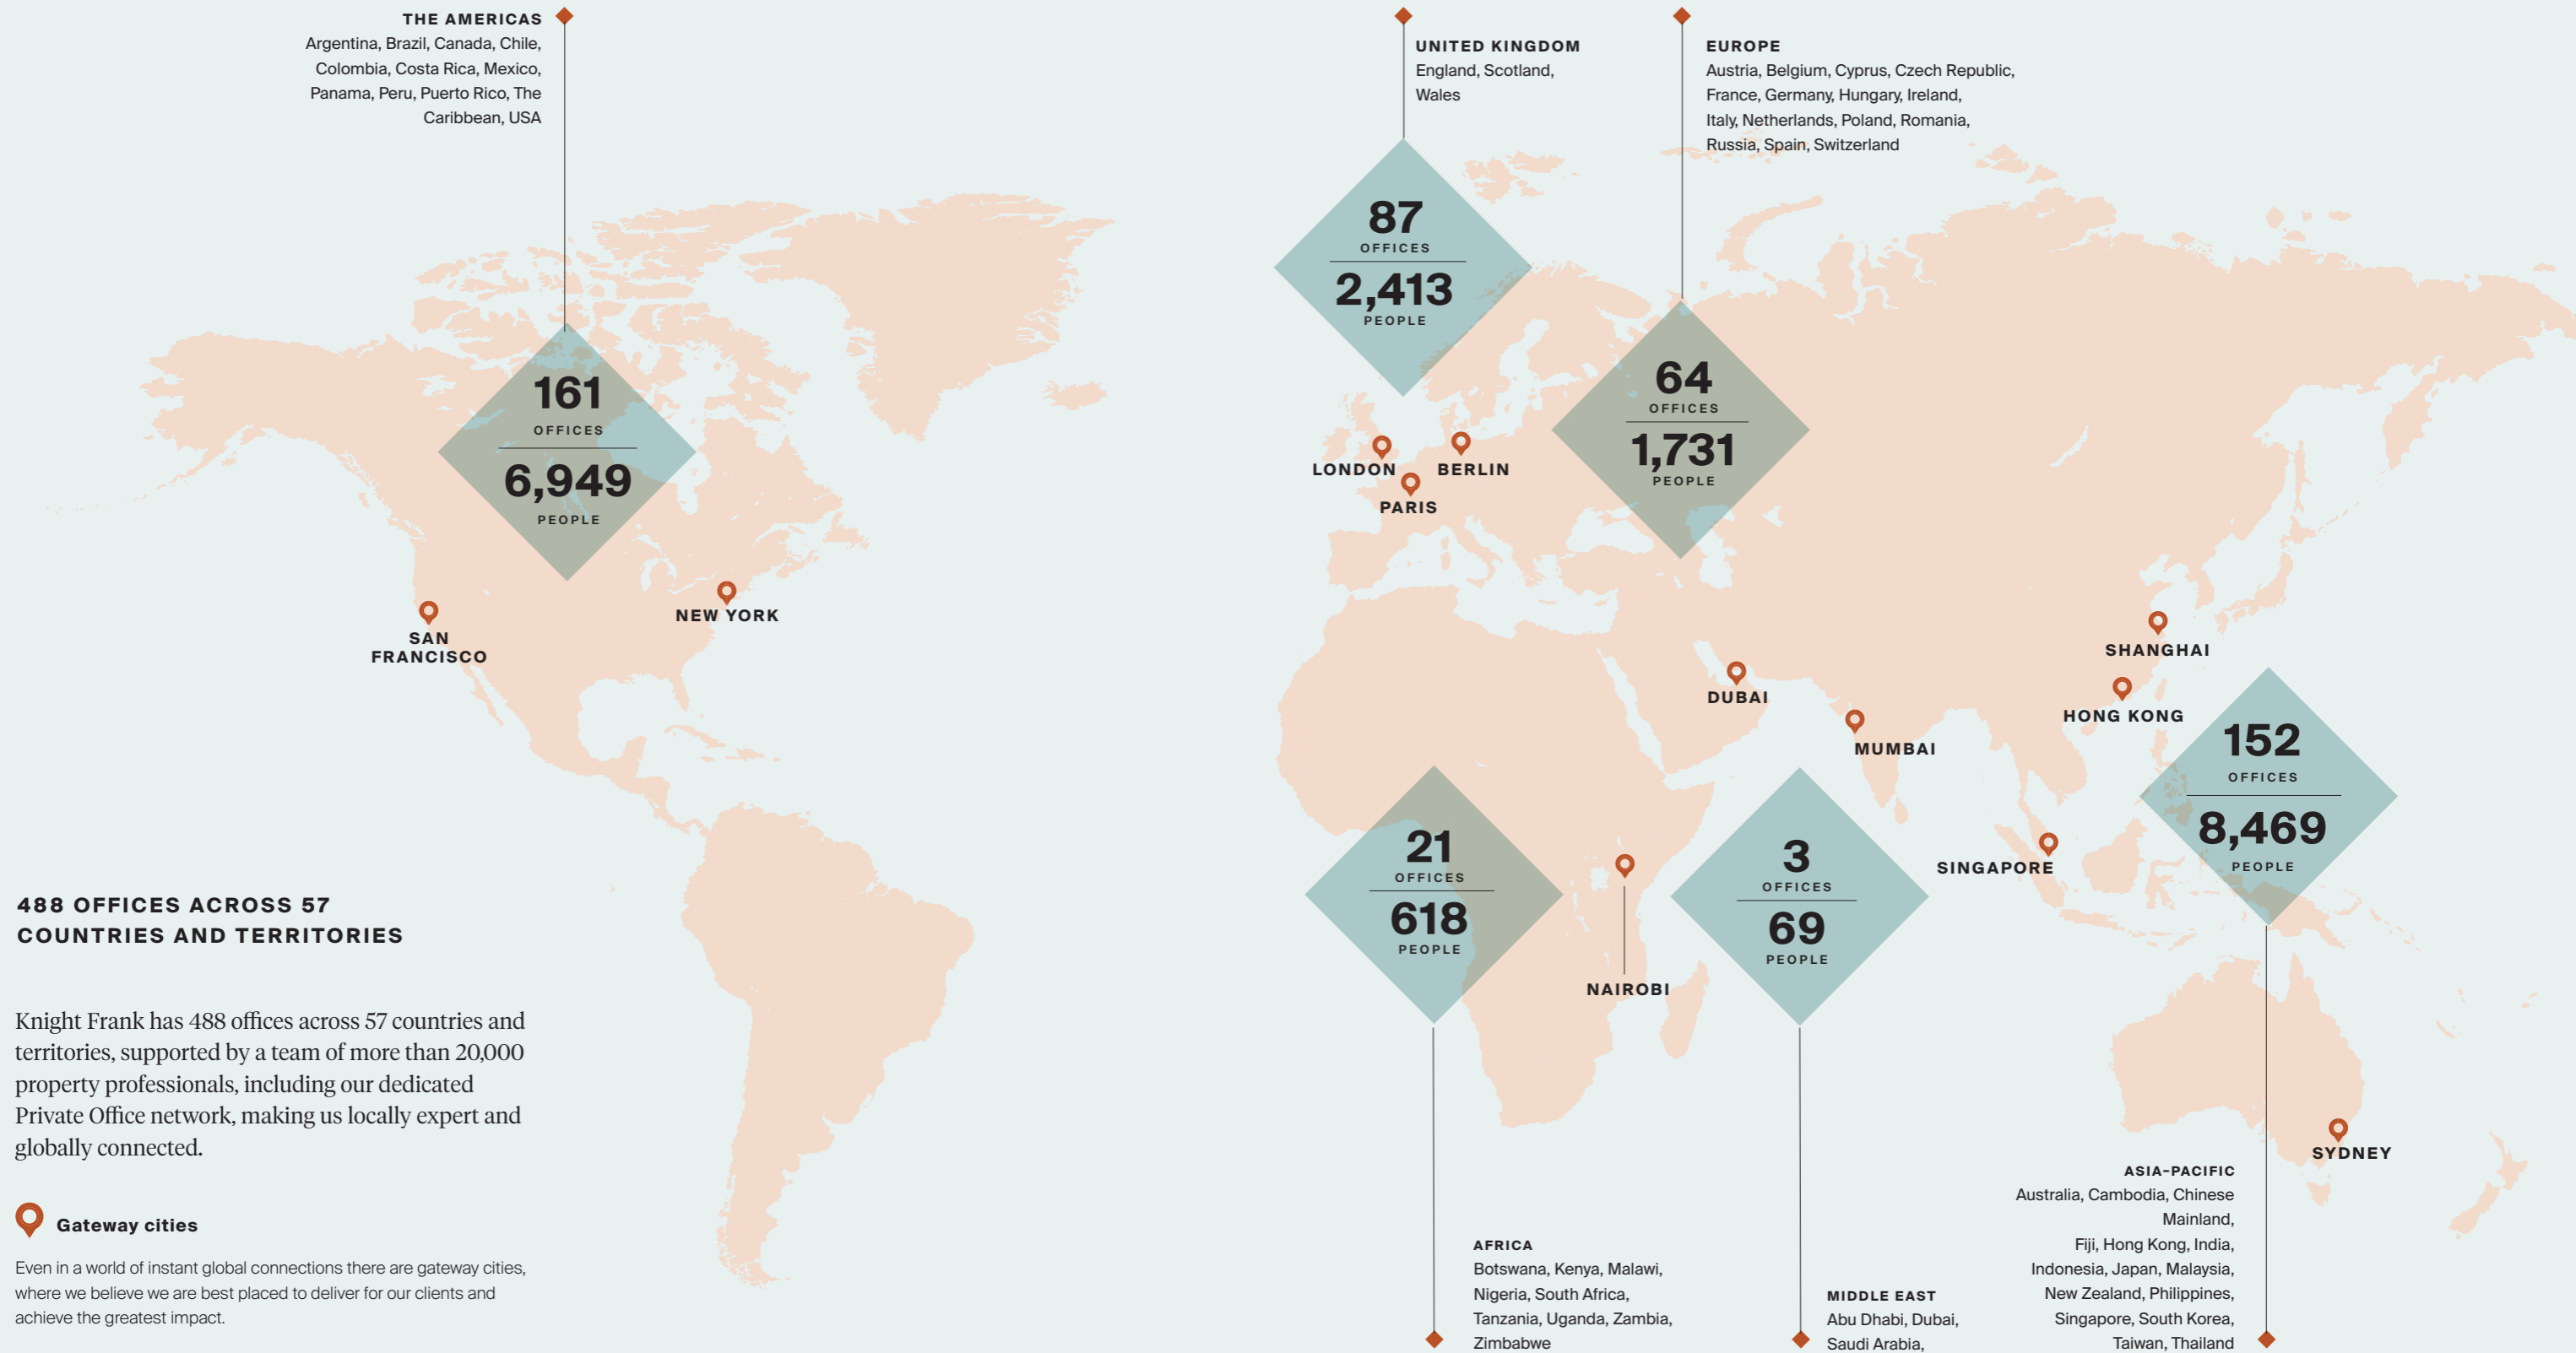 THE AMERICAS
Argentina, Brazil, Canada, Chile,
Colombia, Costa Rica, Mexico,
Panama, Peru, Puerto Rico, The
Caribbean, USA
UNITED KINGDOM
England, Scotland,
Wales
EUROPE
Austria, Belgium, Cyprus, Czech Republic,
France, Germany, Hungary, Ireland,
Italy, Netherlands, Poland, Romania,
Russia, Spain, Switzerland
161
OFFICES
6,949
PEOPLE
87
OFFICES
2,413
PEOPLE
64
OFFICES
1,731
PEOPLE
LONDON
BERLIN
PARIS
SAN
FRANCISCO
NEW YORK
DUBAI
MUMBAI
SHANGHAI
HONG KONG
SINGAPORE
NAIROBI
SYDNEY
21
OFFICES
618
PEOPLE
3
OFFICES
69
PEOPLE
152
OFFICES
8,469
PEOPLE
488 OFFICES ACROSS 57
COUNTRIES AND TERRITORIES
Knight Frank has 488 offices across 57 countries and
territories, supported by a team of more than 20,000
property professionals, including our dedicated
Private Office network, making us locally expert and
globally connected.
Gateway cities
Even in a world of instant global connections there are gateway cities,
where we believe we are best placed to deliver for our clients and
achieve the greatest impact.
AFRICA
Botswana, Kenya, Malawi,
Nigeria, South Africa,
Tanzania, Uganda, Zambia,
Zimbabwe
MIDDLE EAST
Abu Dhabi, Dubai,
Saudi Arabia,
ASIA-PACIFIC
Australia, Cambodia, Chinese
Mainland,
Fiji, Hong Kong, India,
Indonesia, Japan, Malaysia,
New Zealand, Philippines,
Singapore, South Korea,
Taiwan, Thailand